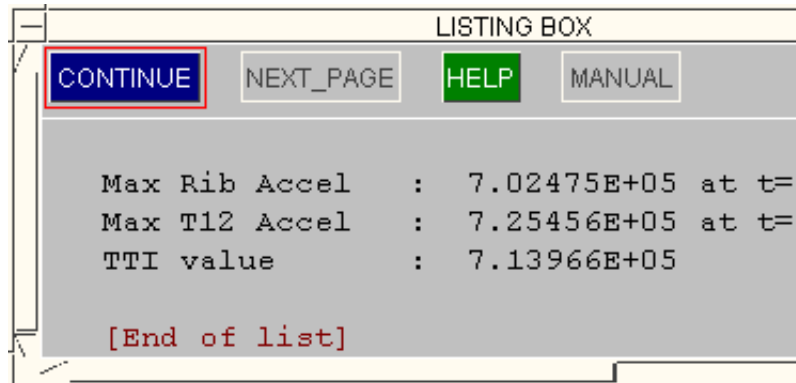 LISTING BOX
CONTINUE NEXT_PAGE HELP MANUAL
Max Rib Accel : 7.02475E+05 at t=
Max T12 Accel : 7.25456E+05 at t=
TTI value : 7.13966E+05
[End of list]